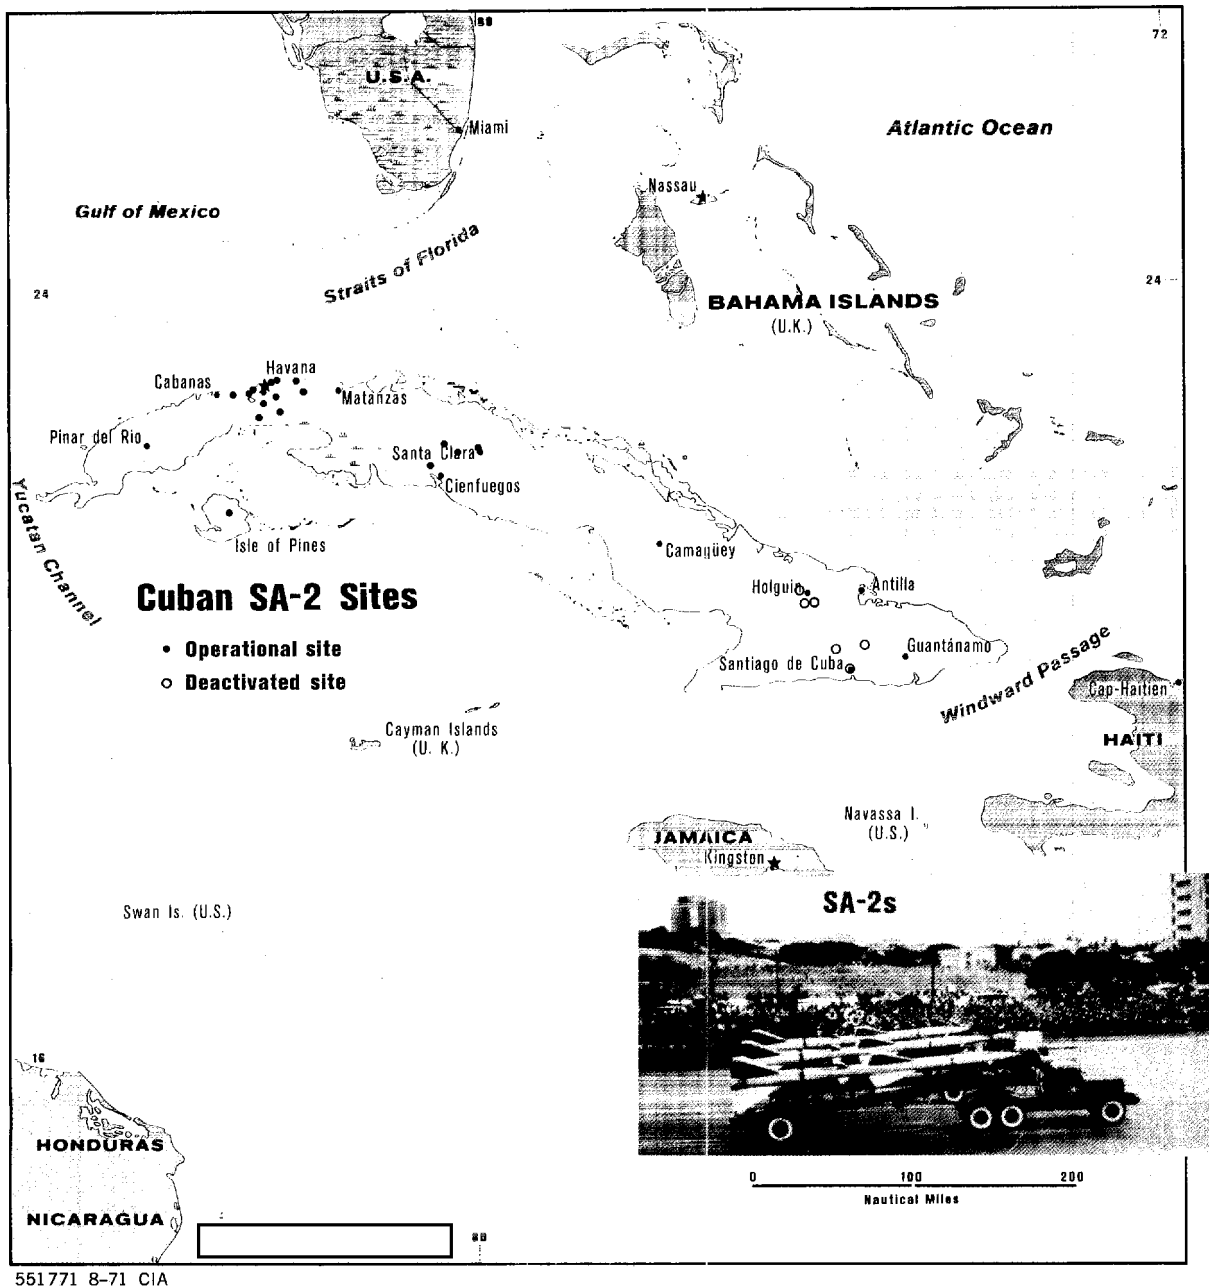 80
72
U.S.A.
Miami
Atlantic Ocean
Nassau
Gulf of Mexico
Straits of Florida
24
24
BAHAMA ISLANDS
(U.K.)
Havana
Cabanas
Matanzas
Pinar del Rio
Santa Clara
Cienfuegos
Yucatan Channel
Isle of Pines
Camagüey
Cuban SA-2 Sites
Holguin
Antilla
Operational site
Guantánamo
Santiago de Cuba
Deactivated site
Windward Passage
Cap-Haitien
Cayman Islands
(U. K.)
HAITI
Navassa I.
(U.S.)
JAMAICA
Kingston
SA-2s
Swan Is. (U.S.)
16
HONDURAS
0 100 200
Nautical Miles
NICARAGUA
80
551771 8-71 CIA